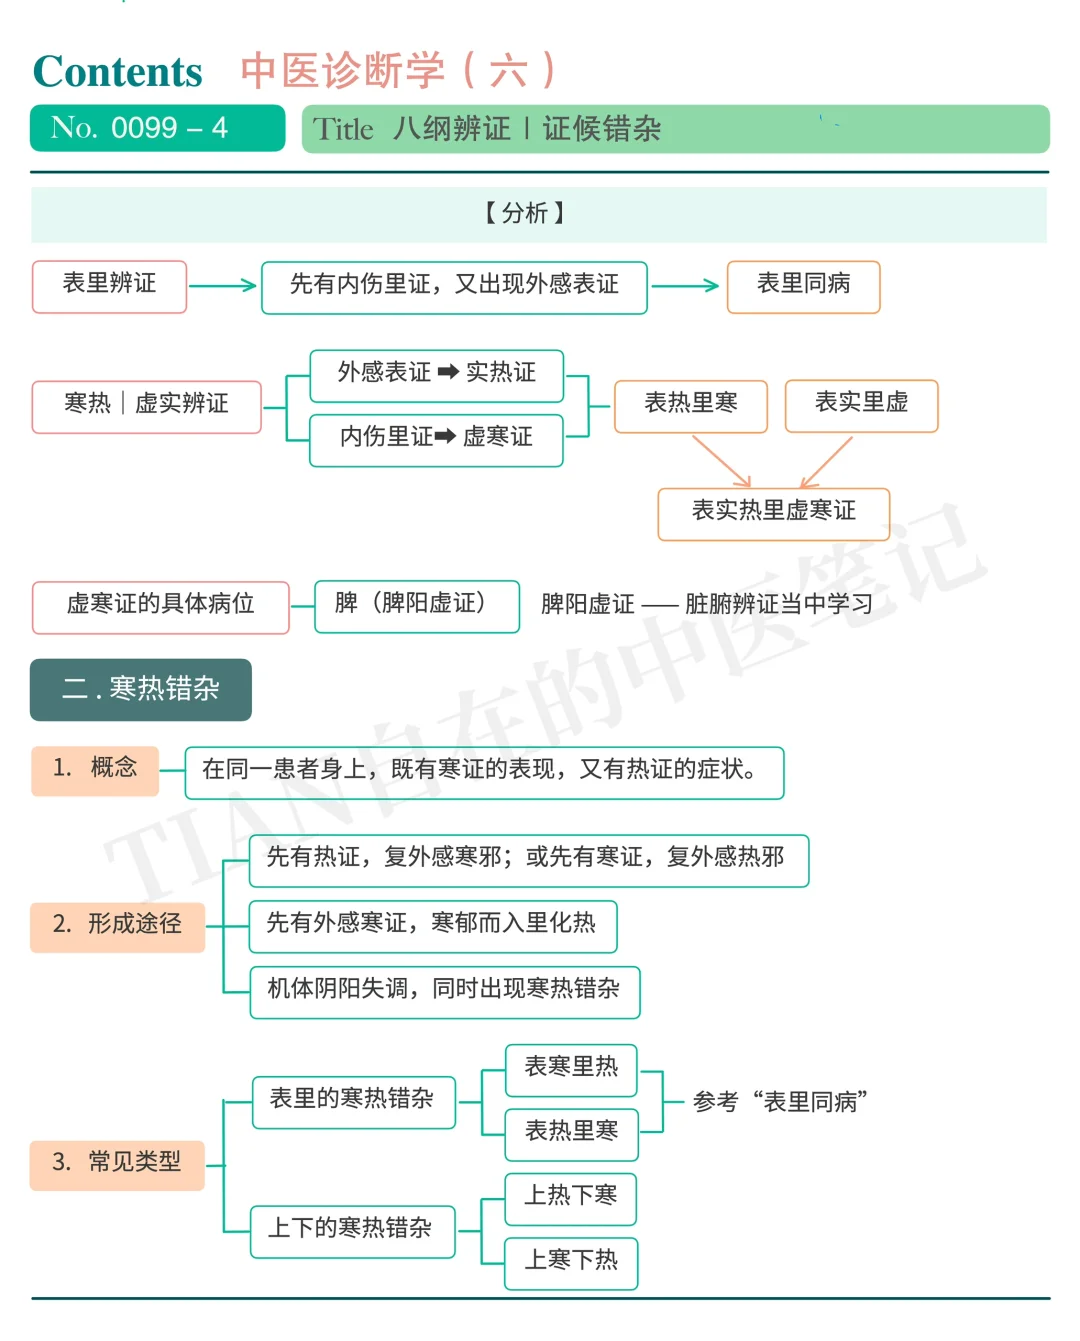 Contents 中医诊断学（六）
No. 0099 – 4 Title 八纲辨证 | 证候错杂
【 分析 】
表里辨证 先有内伤里证，又出现外感表证 表里同病
外感表证 ➡ 实热证
寒热｜虚实辨证 表热里寒 表实里虚
内伤里证➡ 虚寒证
表实热里虚寒证
虚寒证的具体病位 脾（脾阳虚证） 脾阳虚证 —— 脏腑辨证当中学习
二 . 寒热错杂
1. 概念 在同一患者身上，既有寒证的表现，又有热证的症状。
先有热证，复外感寒邪；或先有寒证，复外感热邪
2. 形成途径 先有外感寒证，寒郁而入里化热
机体阴阳失调，同时出现寒热错杂
表寒里热
表里的寒热错杂 参考“表里同病”
表热里寒
3. 常见类型
上热下寒
上下的寒热错杂
上寒下热
TIAN自在的中医笔记